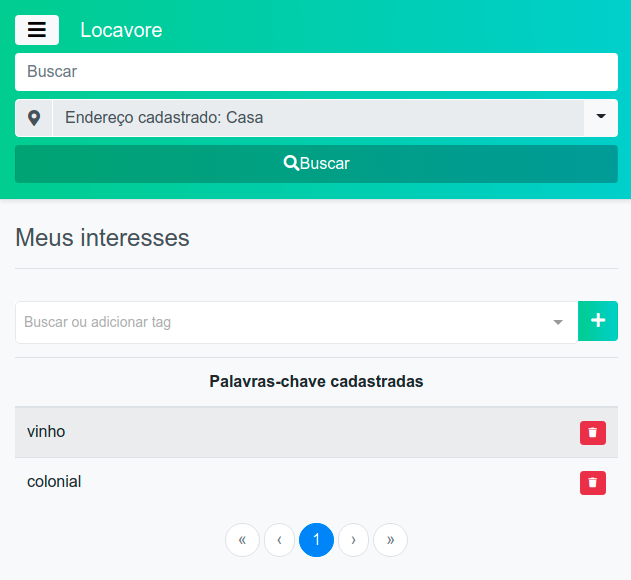 Locavore
Buscar
Endereço cadastrado: Casa
Buscar
Meus interesses
Buscar ou adicionar tag
Palavras-chave cadastradas
vinho
colonial
« ‹ 1 › »